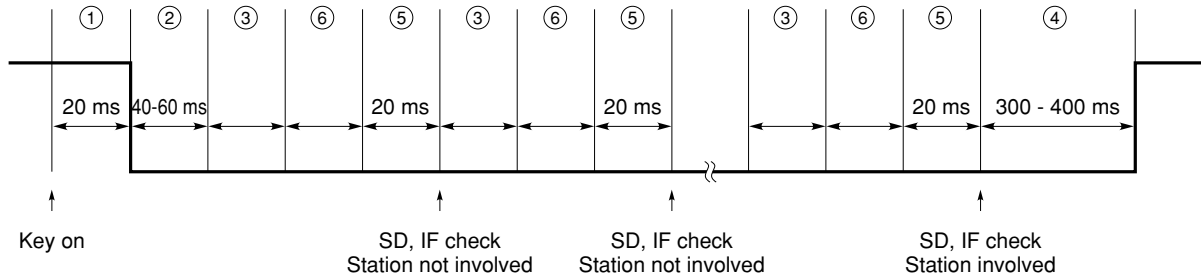 ① ② ③ ⑥ ⑤ ③ ⑥ ⑤ ③ ⑥ ⑤ ④
20 ms 40-60 ms 20 ms 20 ms 20 ms 300 - 400 ms
Key on SD, IF check SD, IF check SD, IF check
Station not involved Station not involved Station involved